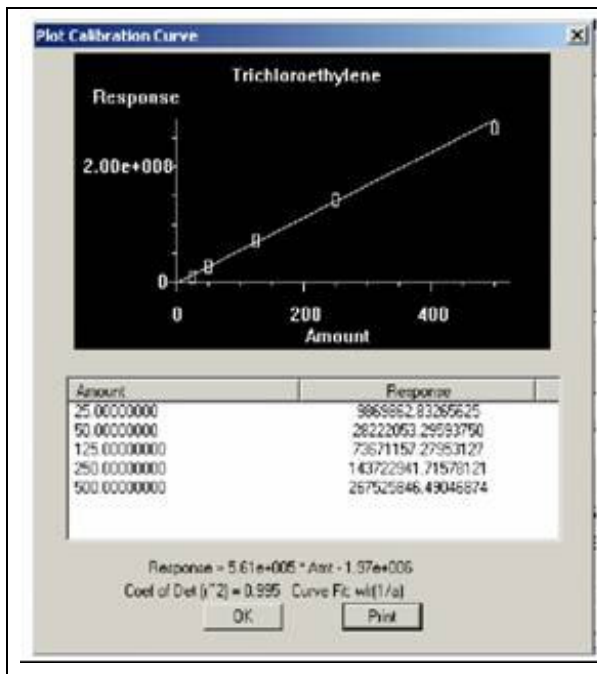 Plot Calibration Curve
Trichloroethylene
Response
2.00e+008
0
0 200 400
Amount
Amount Response
25.00000000 9869862.83265625
50.00000000 28222053.29593750
125.00000000 73671157.27953127
250.00000000 143722941.71578121
500.00000000 267525846.49046874
Response = 5.61e+005 * Amt - 1.97e+006
Coef of Det (r^2) = 0.995 Curve Fit: wlr(1/a)
OK Print